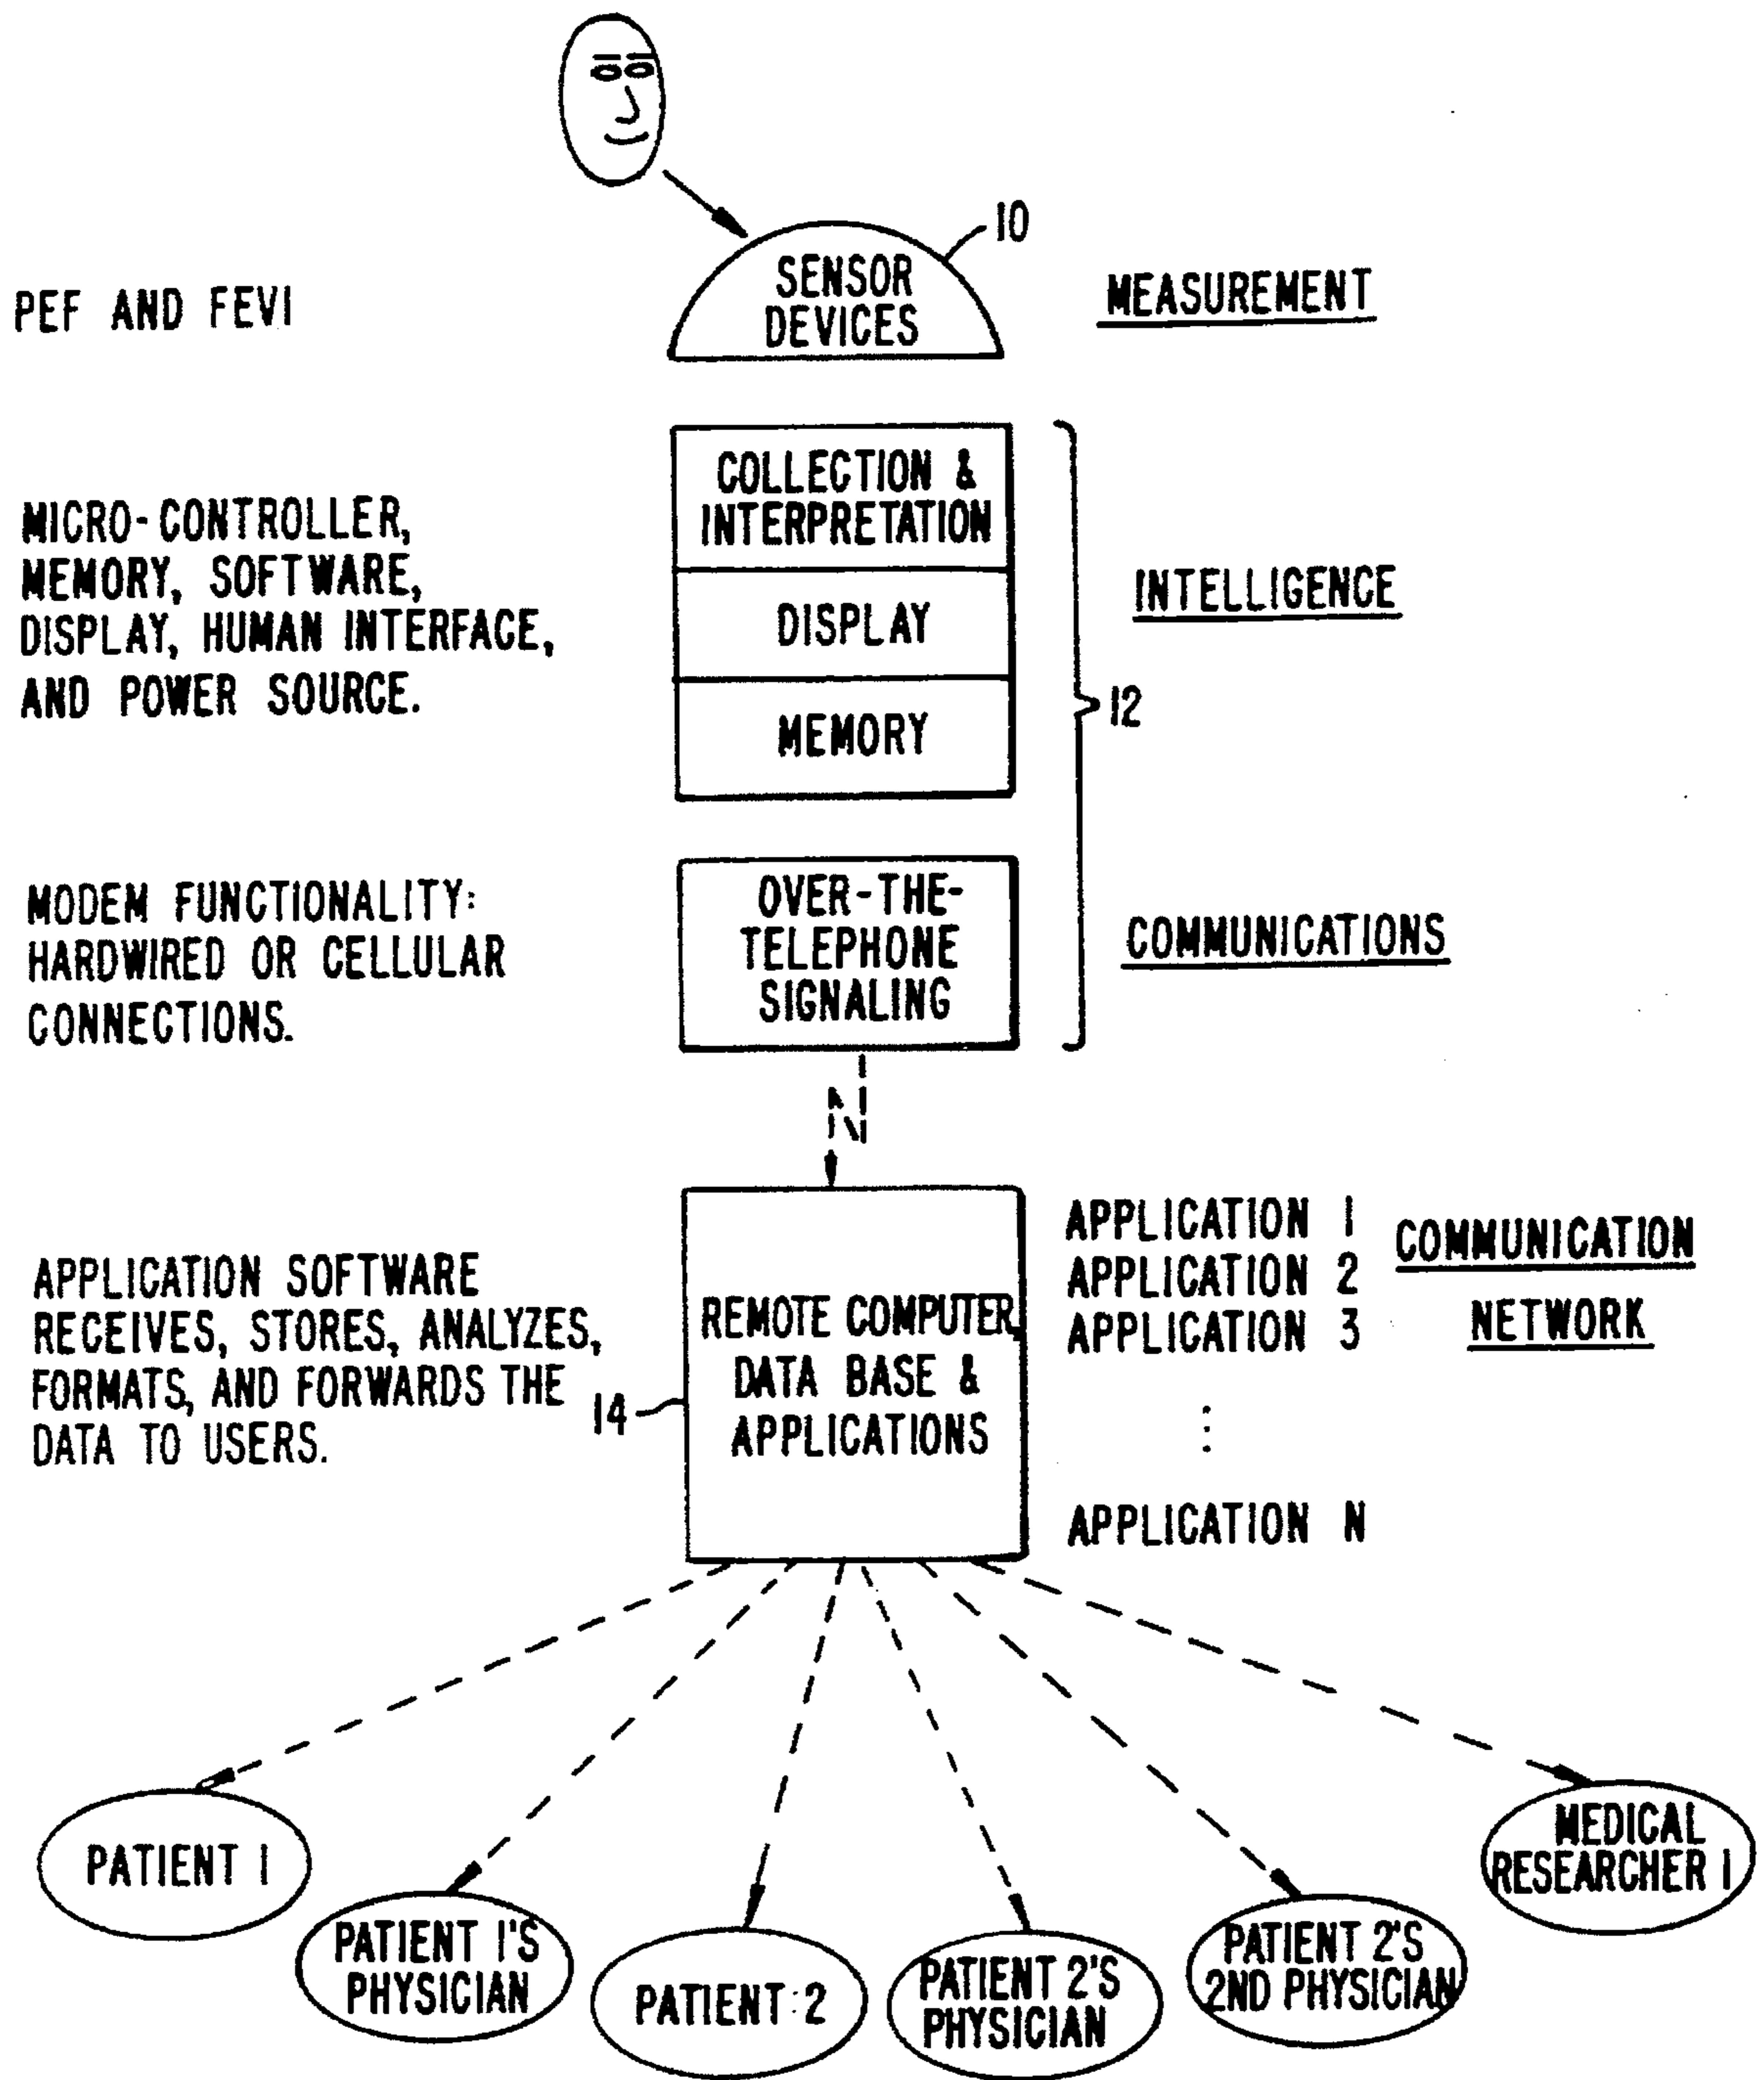 10
PEF AND FEV1
SENSOR
DEVICES
MEASUREMENT
MICRO-CONTROLLER,
MEMORY, SOFTWARE,
DISPLAY, HUMAN INTERFACE,
AND POWER SOURCE.
COLLECTION &
INTERPRETATION
DISPLAY
MEMORY
INTELLIGENCE
12
MODEM FUNCTIONALITY:
HARDWIRED OR CELLULAR
CONNECTIONS.
OVER-THE-
TELEPHONE
SIGNALING
COMMUNICATIONS
APPLICATION SOFTWARE
RECEIVES, STORES, ANALYZES,
FORMATS, AND FORWARDS THE
DATA TO USERS.
14
REMOTE COMPUTER,
DATA BASE &
APPLICATIONS
APPLICATION 1
APPLICATION 2
APPLICATION 3
⋮
APPLICATION N
COMMUNICATION
NETWORK
PATIENT 1
PATIENT 1'S
PHYSICIAN
PATIENT 2
PATIENT 2'S
PHYSICIAN
PATIENT 2'S
2ND PHYSICIAN
MEDICAL
RESEARCHER 1